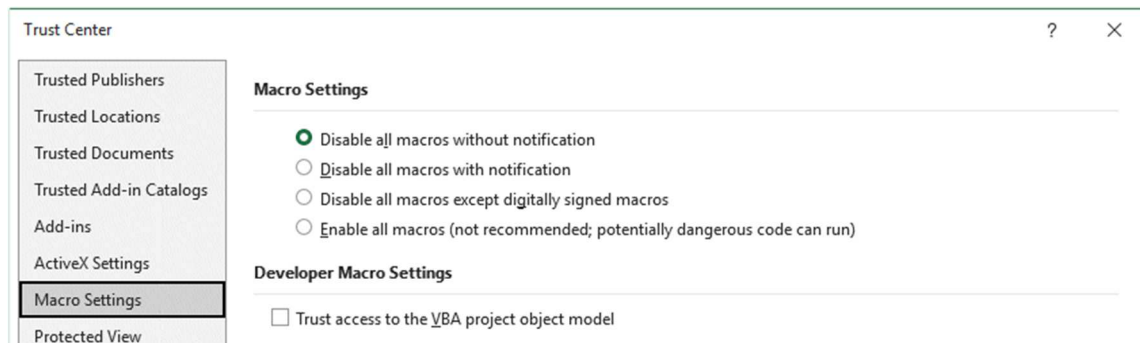 Trust Center
?
Trusted Publishers
Trusted Locations
Trusted Documents
Trusted Add-in Catalogs
Add-ins
ActiveX Settings
Macro Settings
Protected View
Macro Settings
Disable all macros without notification
Disable all macros with notification
Disable all macros except digitally signed macros
Enable all macros (not recommended; potentially dangerous code can run)
Developer Macro Settings
Trust access to the VBA project object model